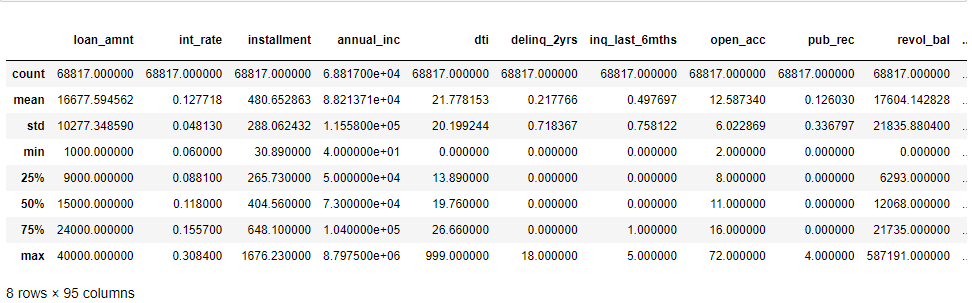 loan_amnt int_rate installment annual_inc dti delinq_2yrs inq_last_6mths open_acc pub_rec revol_bal ..
count 68817.000000 68817.000000 68817.000000 6.881700e+04 68817.000000 68817.000000 68817.000000 68817.000000 68817.000000 68817.000000 ..
mean 16677.594562 0.127718 480.652863 8.821371e+04 21.778153 0.217766 0.497697 12.587340 0.126030 17604.142828 ..
std 10277.348590 0.048130 288.062432 1.155800e+05 20.199244 0.718367 0.758122 6.022869 0.336797 21835.880400 ..
min 1000.000000 0.060000 30.890000 4.000000e+01 0.000000 0.000000 0.000000 2.000000 0.000000 0.000000 ..
25% 9000.000000 0.088100 265.730000 5.000000e+04 13.890000 0.000000 0.000000 8.000000 0.000000 6293.000000 ..
50% 15000.000000 0.118000 404.560000 7.300000e+04 19.760000 0.000000 0.000000 11.000000 0.000000 12068.000000 ..
75% 24000.000000 0.155700 648.100000 1.040000e+05 26.660000 0.000000 1.000000 16.000000 0.000000 21735.000000 ..
max 40000.000000 0.308400 1676.230000 8.797500e+06 999.000000 18.000000 5.000000 72.000000 4.000000 587191.000000 ..
8 rows × 95 columns